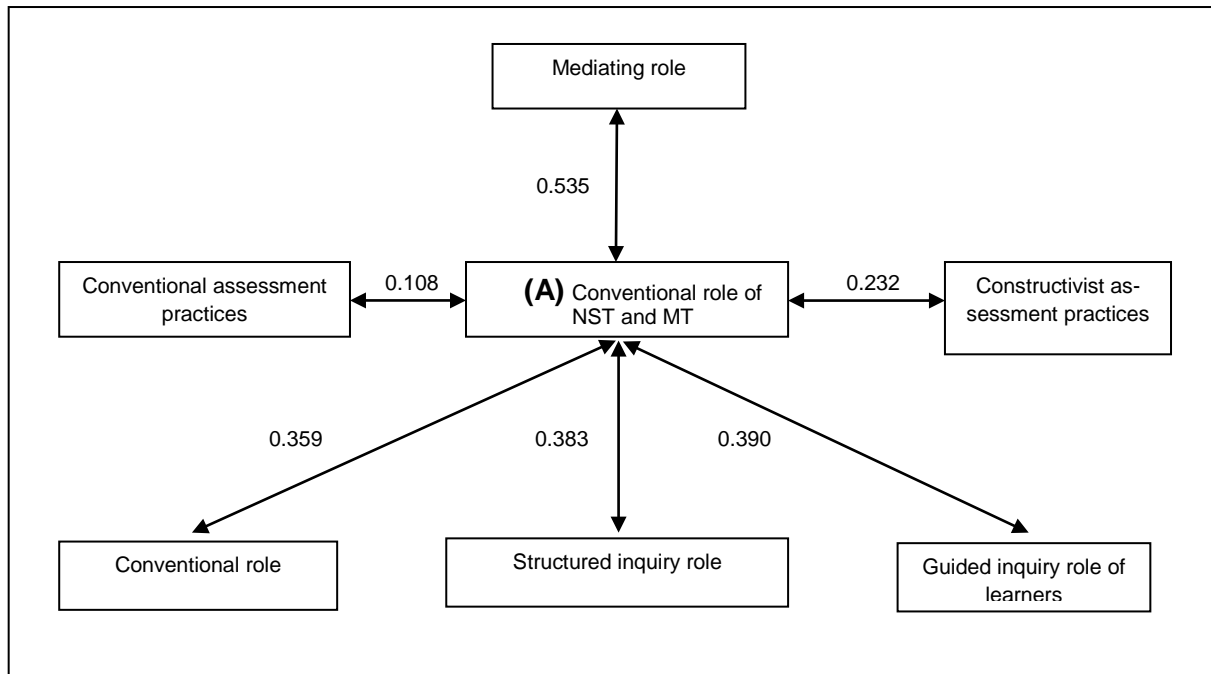 Mediating role
0.535
Conventional assessment
practices
0.108
(A) Conventional role of
NST and MT
0.232
Constructivist as-
sessment practices
0.359
0.383
0.390
Conventional role
Structured inquiry role
Guided inquiry role of
learners